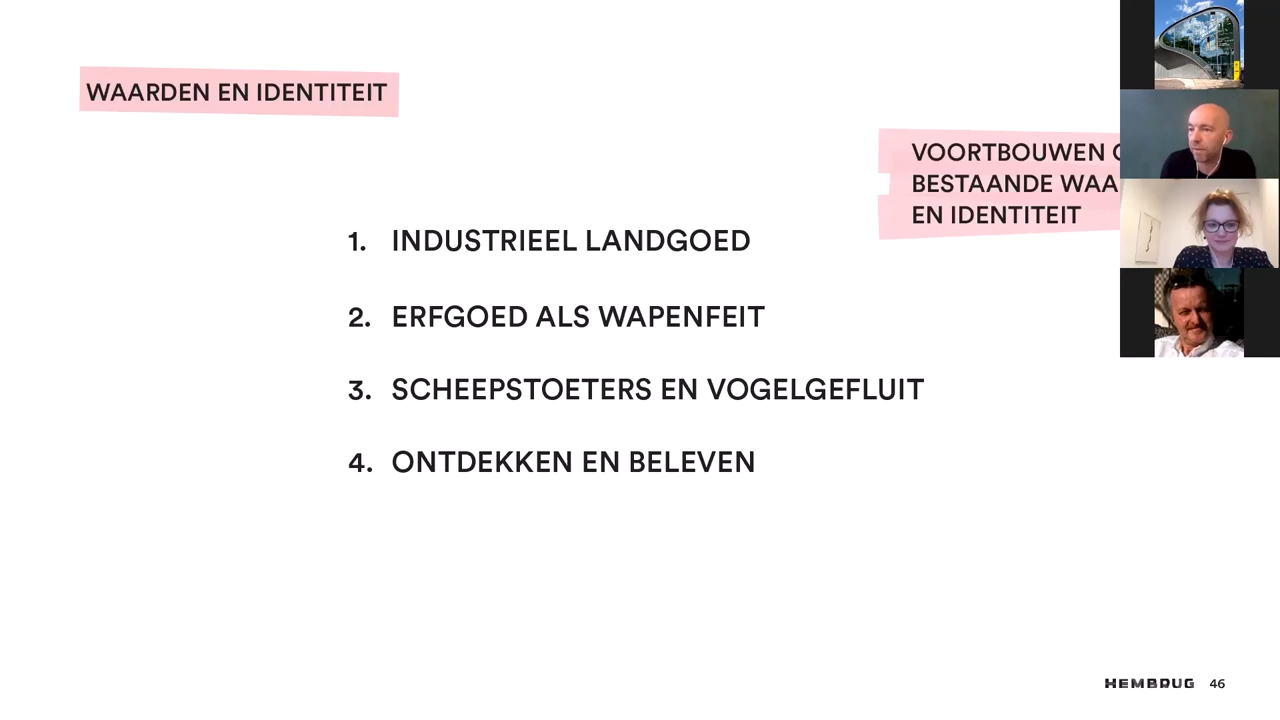 WAARDEN EN IDENTITEIT
VOORTBOUWEN
BESTAANDE
EN IDENTITEIT
1. INDUSTRIEEL LANDGOED
2. ERFGOED ALS WAPENFEIT
3. SCHEEPSTOETERS EN VOGELGEFLUIT
4. ONTDEKKEN EN BELEVEN
HEMBRUG 46